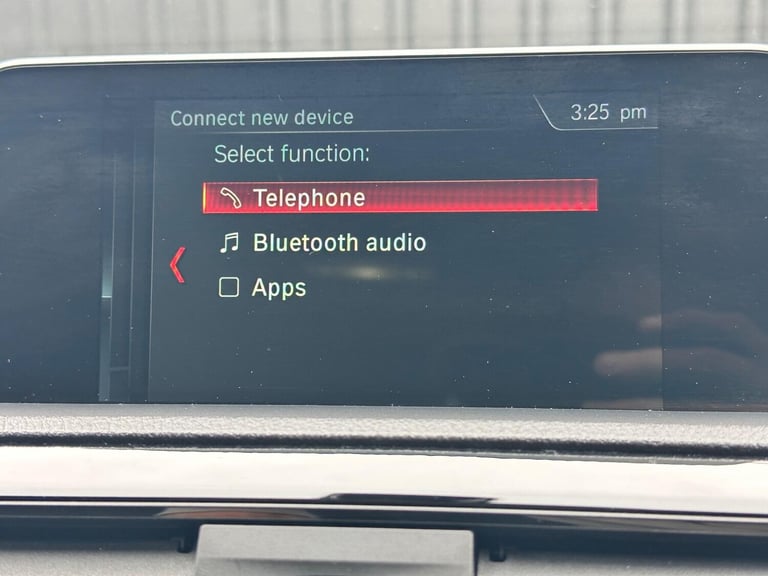 Connect new device
3:25 pm
Select function:
Telephone
Bluetooth audio
Apps